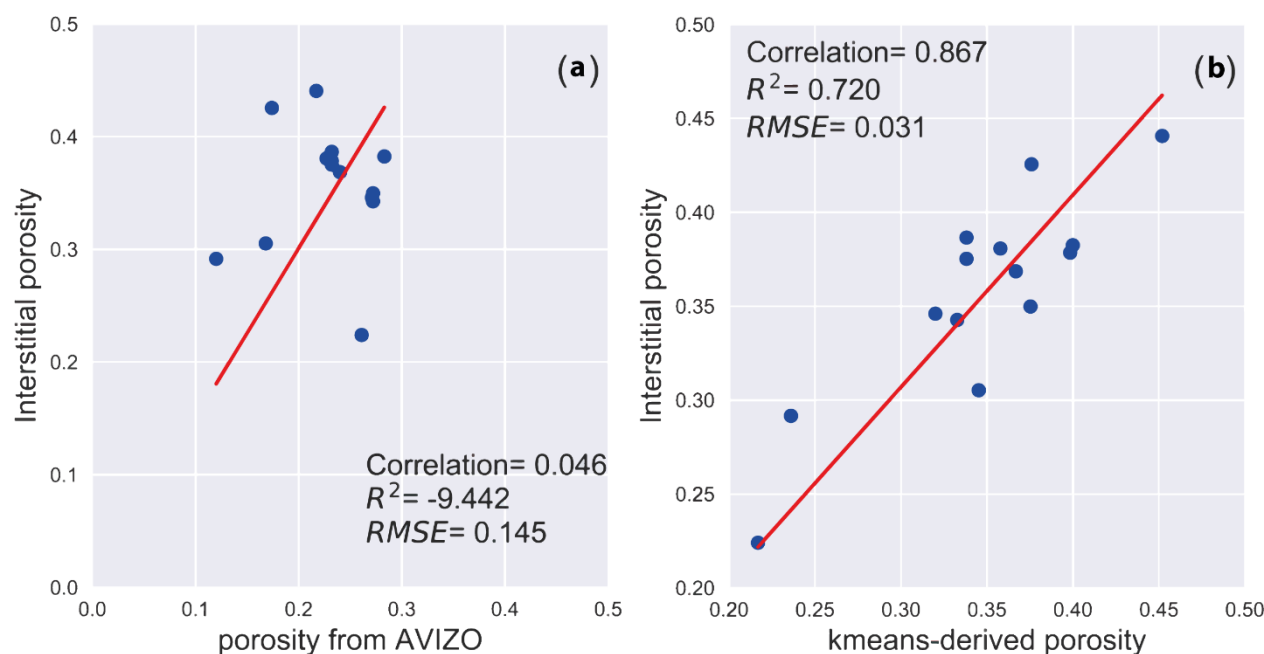 0.5
0.4
0.3
0.2
0.1
0.0
Interstitial porosity
(a)
Correlation= 0.046
R²= -9.442
RMSE= 0.145
0.0 0.1 0.2 0.3 0.4 0.5
porosity from AVIZO
0.50
0.45
0.40
0.35
0.30
0.25
0.20
Interstitial porosity
Correlation= 0.867
(b)
R²= 0.720
RMSE= 0.031
0.20 0.25 0.30 0.35 0.40 0.45 0.50
kmeans-derived porosity